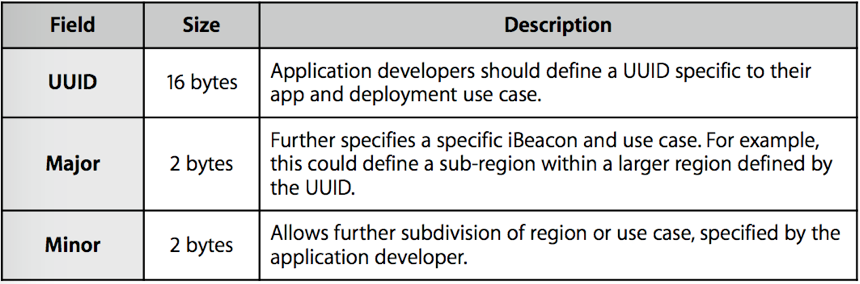 Field Size Description
UUID 16 bytes Application developers should define a UUID specific to their
app and deployment use case.
Major 2 bytes Further specifies a specific iBeacon and use case. For example,
this could define a sub-region within a larger region defined by
the UUID.
Minor 2 bytes Allows further subdivision of region or use case, specified by the
application developer.